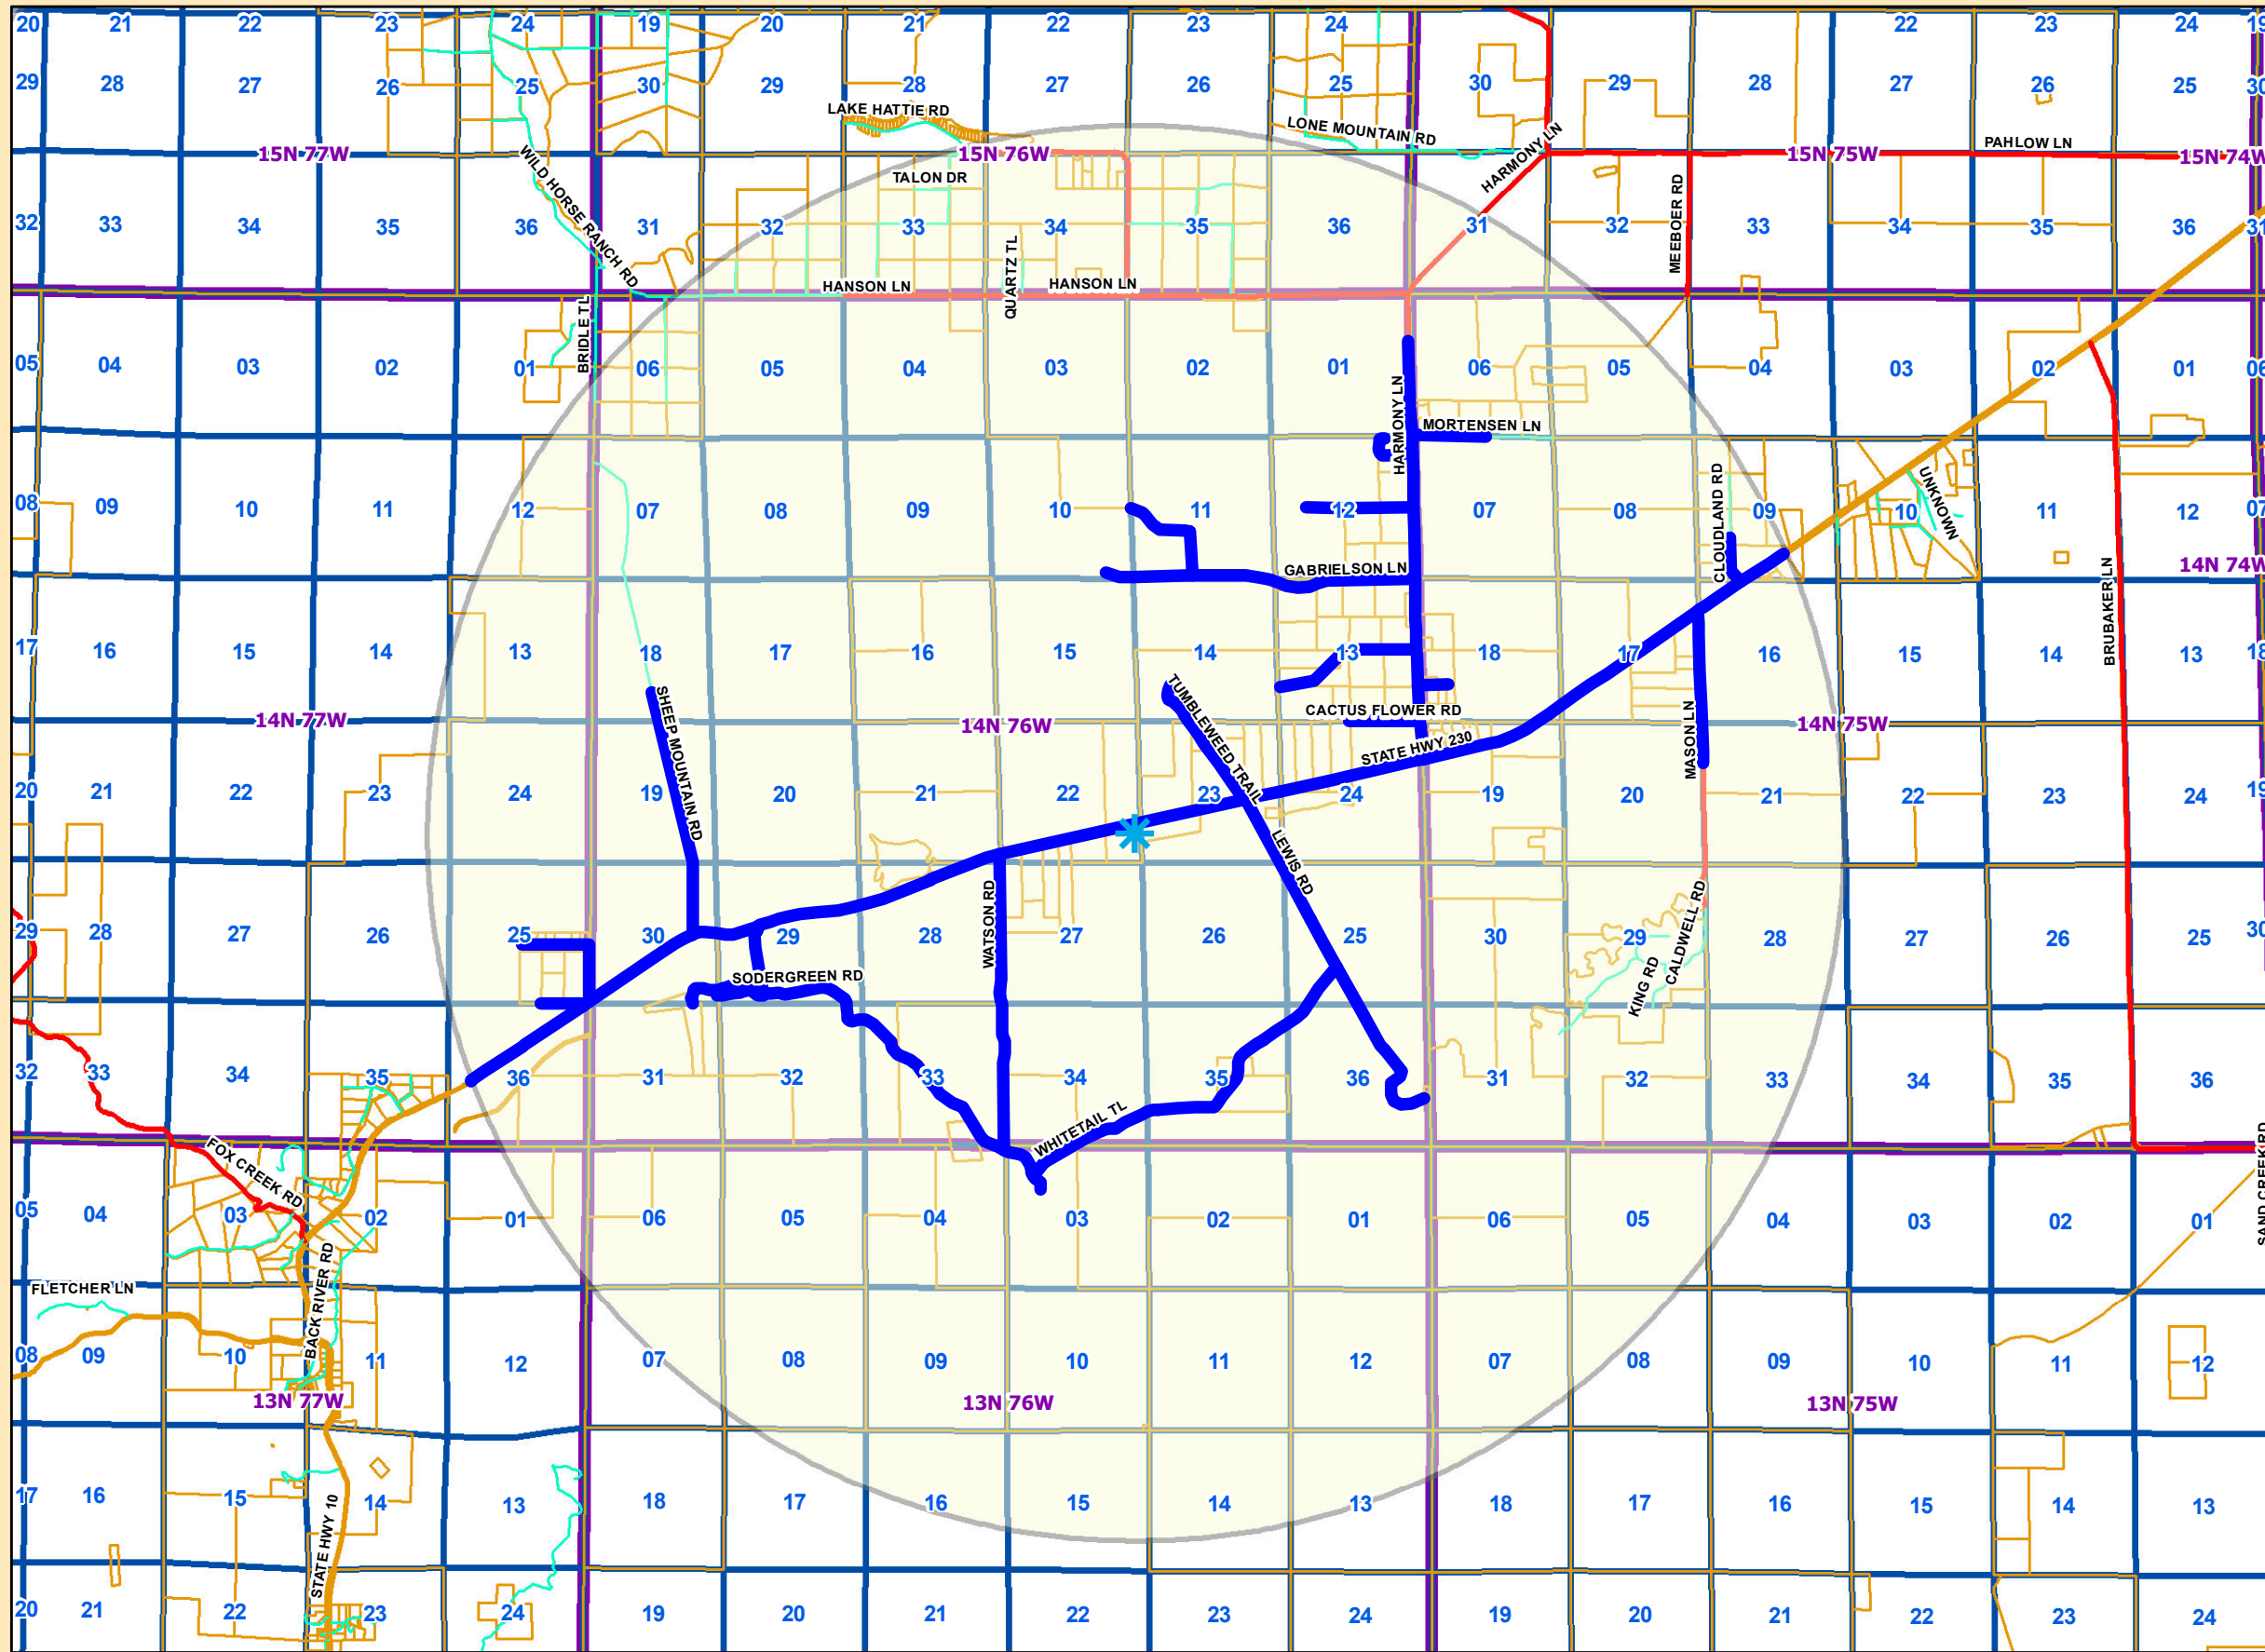 20 21 22 23 24 19 20 21 22 23 24 22 23 24 19
29 28 27 26 25 30 29 28 27 26 25 30 29 28 27 26 25 30
LAKE HATTIE RD
LONE MOUNTAIN RD
HARMONY LN
PAHLOW LN
15N 77W
15N 76W
15N 75W
15N 74W
WILD HORSE RANCH RD
TALON DR
MEEBOER RD
32 33 34 35 36 31 32 33 34 35 36 31 32 33 34 35 36 31
QUARTZ TL
HANSON LN
HANSON LN
BRIDLE TL
05 04 03 02 01 06 05 04 03 02 01 06 05 04 03 02 01 06
HARMONY LN
MORTENSEN LN
CLOUDLAND RD
UNKNOWN
08 09 10 11 12 07 08 09 10 11 12 07 08 09 10 11 12 07
GABRIELSON LN
14N 74W
BRUBAKER LN
17 16 15 14 13 18 17 16 15 14 13 18 17 16 15 14 13 18
SHEEP MOUNTAIN RD
TUMBLEWEED TRAIL
CACTUS FLOWER RD
MASON LN
14N 77W
14N 76W
14N 75W
STATE HWY 230
20 21 22 23 24 19 20 21 22 23 24 19 20 21 22 23 24 19
LEWIS RD
WATSON RD
CALDWELL RD
29 28 27 26 25 30 29 28 27 26 25 30 29 28 27 26 25 30
SODERGREEN RD
KING RD
32 33 34 35 36 31 32 33 34 35 36 31 32 33 34 35 36
WHITETAIL TL
FOX CREEK RD
SAND CREEK RD
05 04 03 02 01 06 05 04 03 02 01 06 05 04 03 02 01
FLETCHER LN
BACK RIVER RD
08 09 10 11 12 07 08 09 10 11 12 07 08 09 10 11 12
13N 77W
13N 76W
13N 75W
17 16 15 14 13 18 17 16 15 14 13 18 17 16 15 14 13
STATE HWY 10
20 21 22 23 24 19 20 21 22 23 24 19 20 21 22 23 24